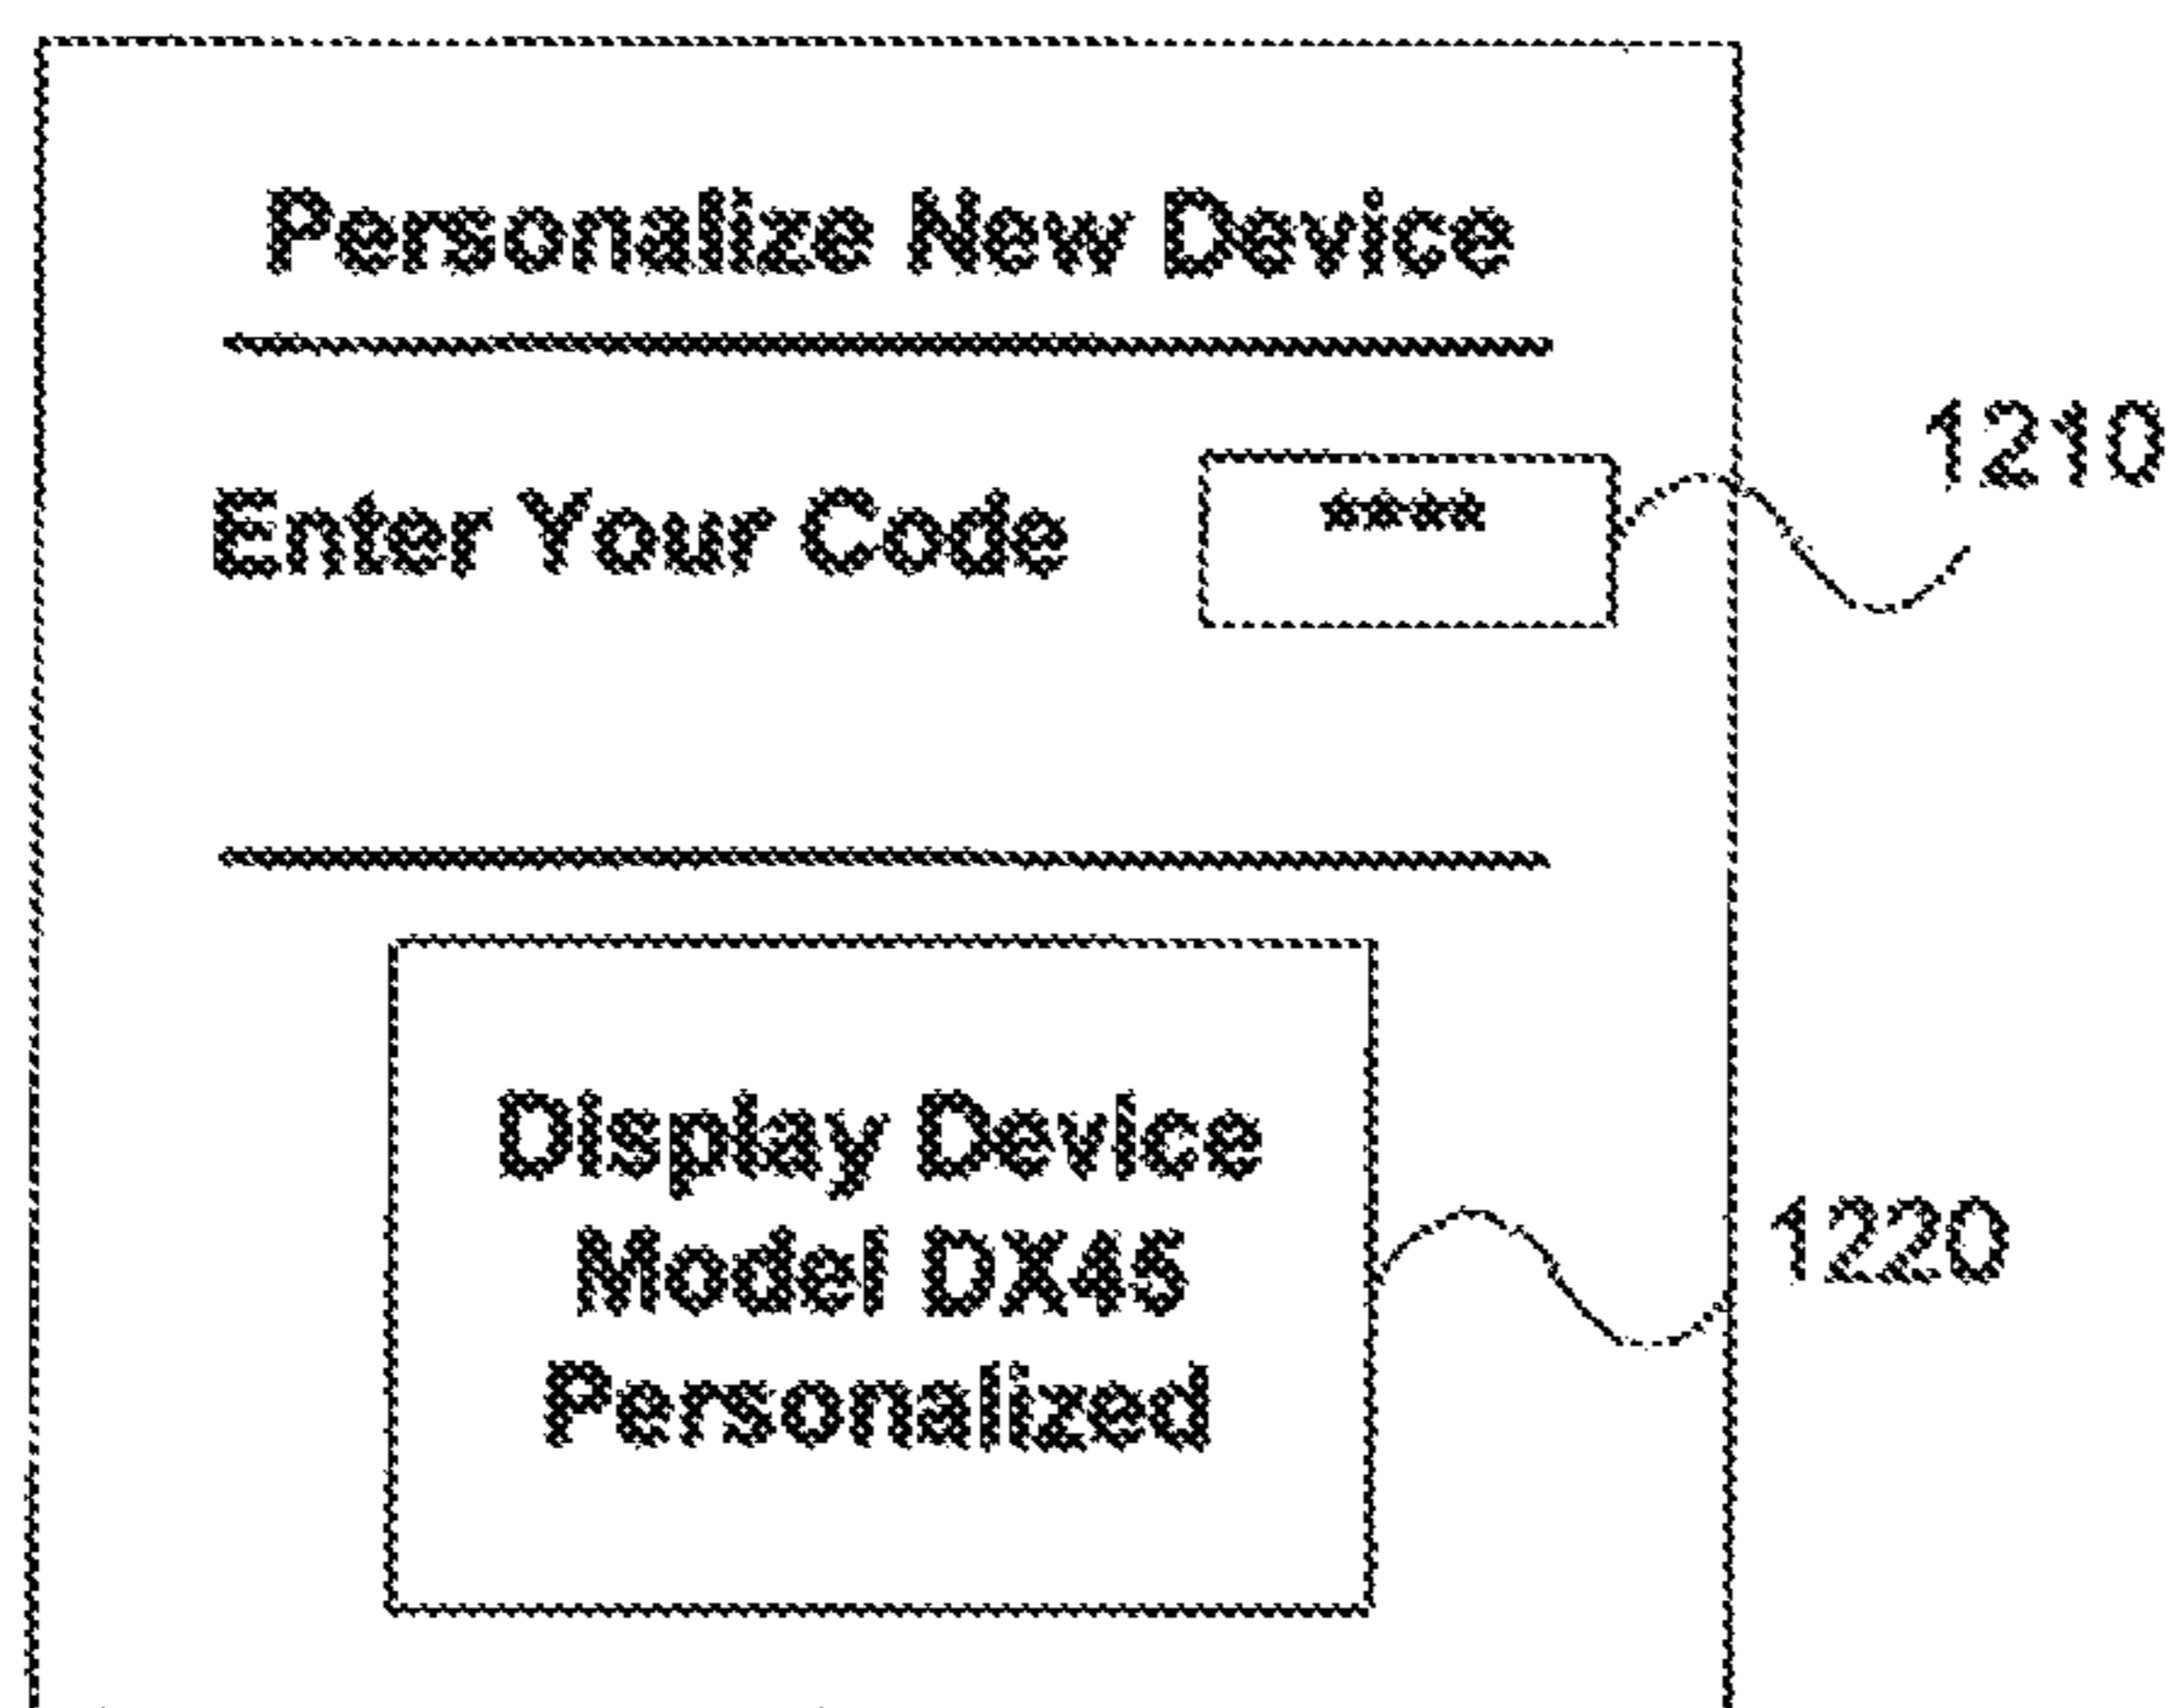 Personalize New Device
Enter Your Code **** 1210
Display Device
Model DX45
Personalized
1220